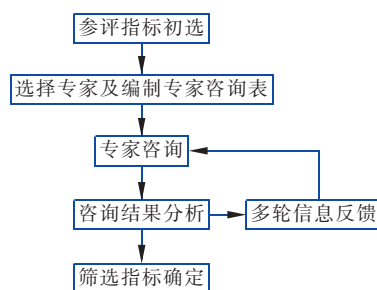 参评指标初选
选择专家及编制专家咨询表
专家咨询
咨询结果分析
多轮信息反馈
筛选指标确定